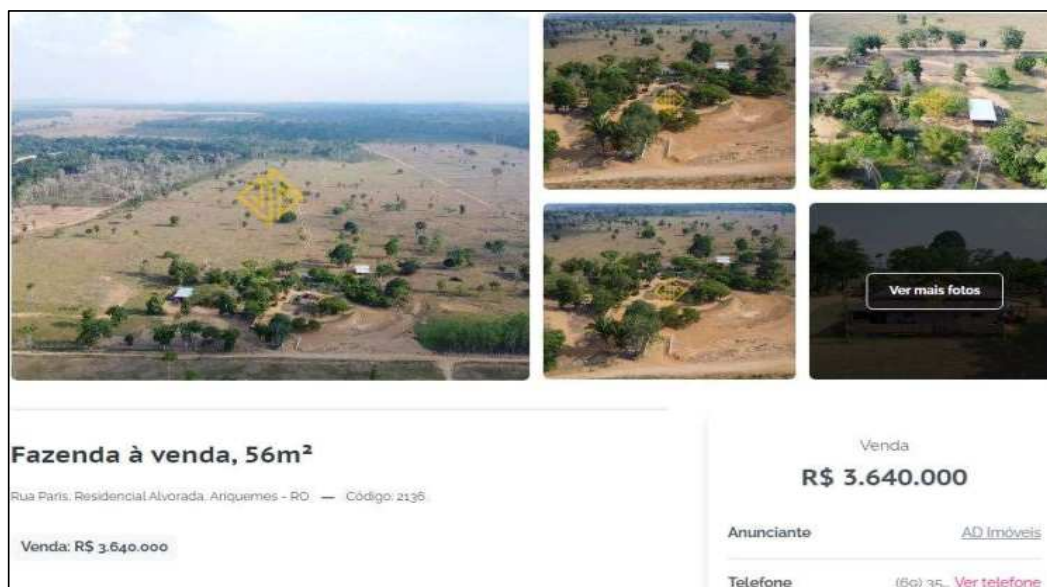 Ver mais fotos
Fazenda à venda, 56m²
Rua Paris, Residencial Alvorada, Ariquemes - RO — Código: 2136
Venda: R$ 3.640.000
Venda
R$ 3.640.000
Anunciante AD Imóveis
Telefone (69) 35... Ver telefone